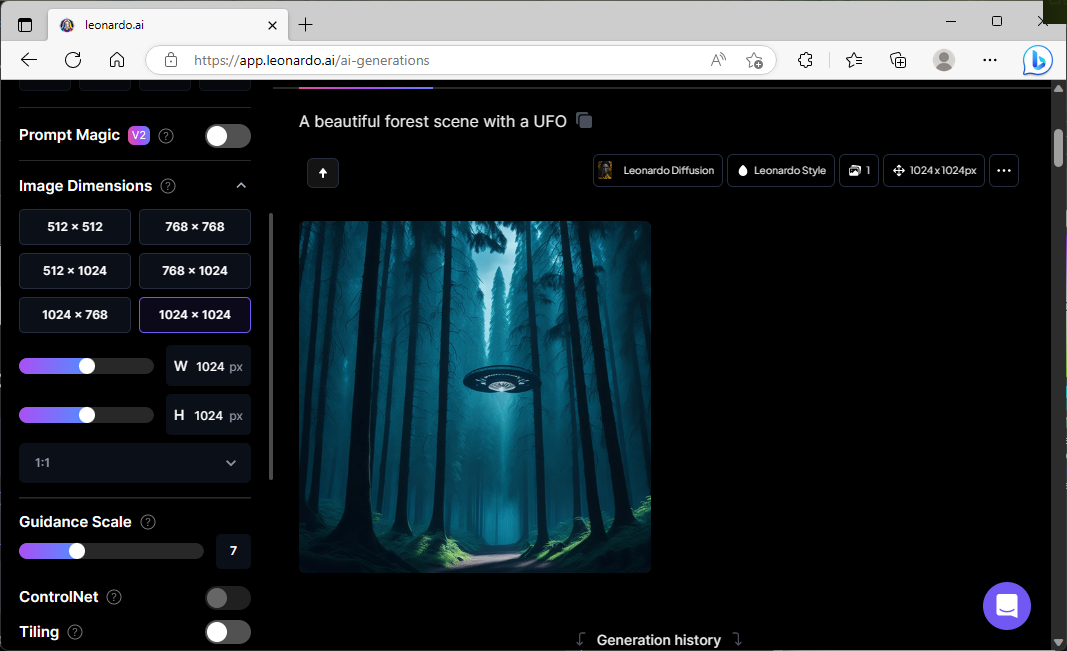 leonardo.ai
https://app.leonardo.ai/ai-generations
A beautiful forest scene with a UFO
Leonardo Diffusion
Leonardo Style
1
1024x1024px
Prompt Magic V2 ?
Image Dimensions ?
512 × 512
768 × 768
512 × 1024
768 × 1024
1024 × 768
1024 × 1024
W 1024 px
H 1024 px
1:1
Guidance Scale ?
7
ControlNet ?
Tiling ?
Generation history